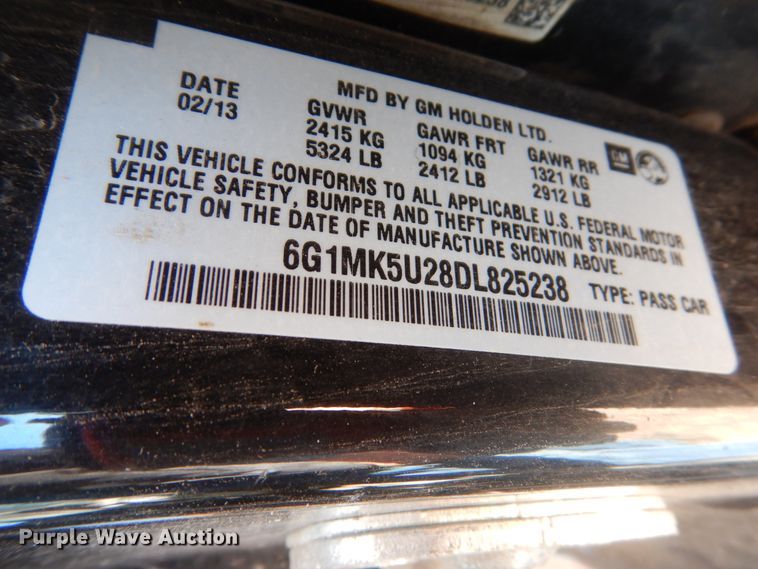 DATE
02/13
MFD BY GM HOLDEN LTD.
GVWR
2415 KG
5324 LB
GAWR FRT
1094 KG
2412 LB
GAWR RR
1321 KG
2912 LB
GM
THIS VEHICLE CONFORMS TO ALL APPLICABLE U.S. FEDERAL MOTOR
VEHICLE SAFETY, BUMPER AND THEFT PREVENTION STANDARDS IN
EFFECT ON THE DATE OF MANUFACTURE SHOWN ABOVE.
6G1MK5U28DL825238
TYPE: PASS CAR
Purple Wave Auction